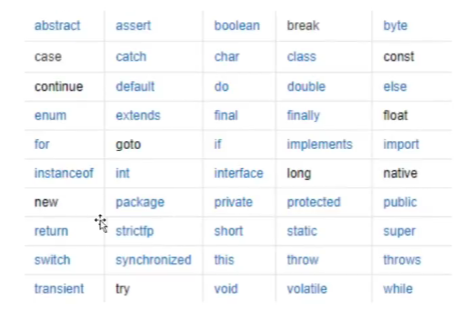 abstract assert boolean break byte
case catch char class const
continue default do double else
enum extends final finally float
for goto if implements import
instanceof int interface long native
new package private protected public
return strictfp short static super
switch synchronized this throw throws
transient try void volatile while